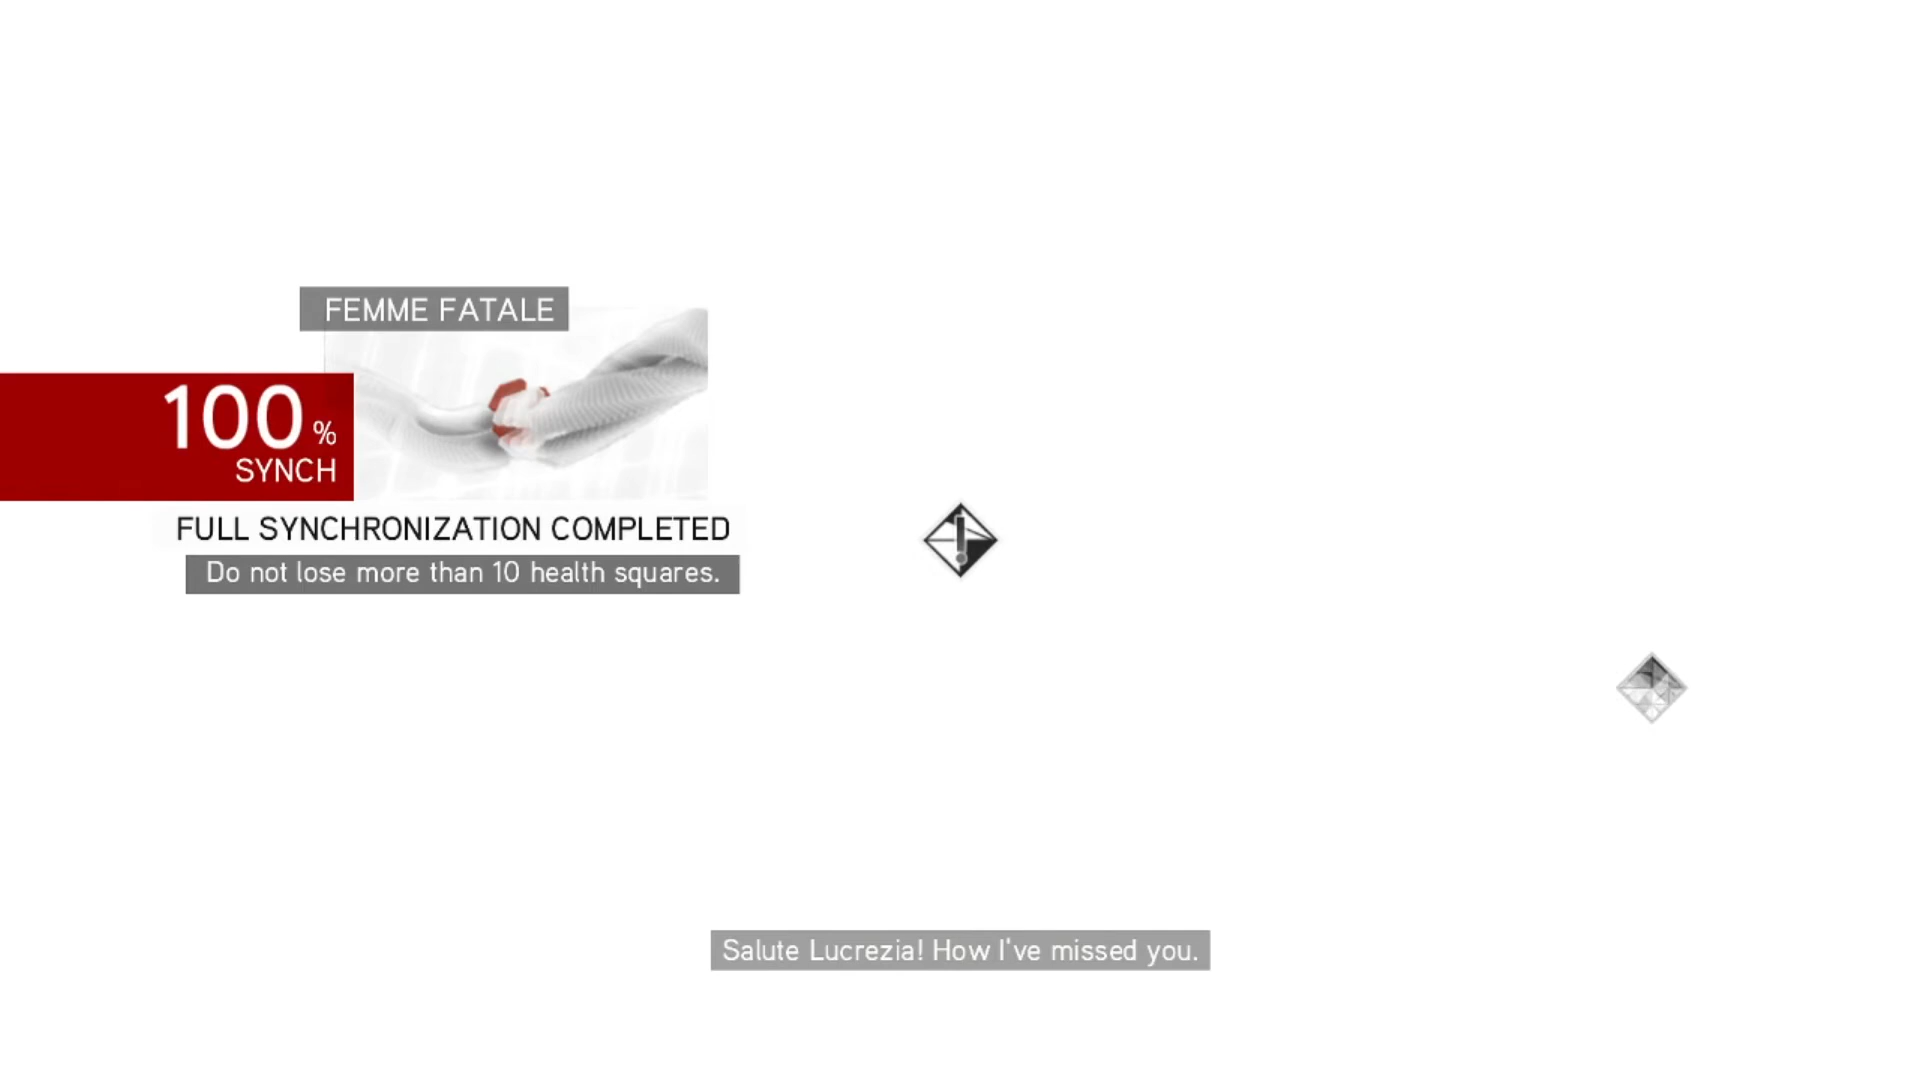 FEMME FATALE
100 %
SYNCH
FULL SYNCHRONIZATION COMPLETED
Do not lose more than 10 health squares.
Salute Lucrezia! How I've missed you.